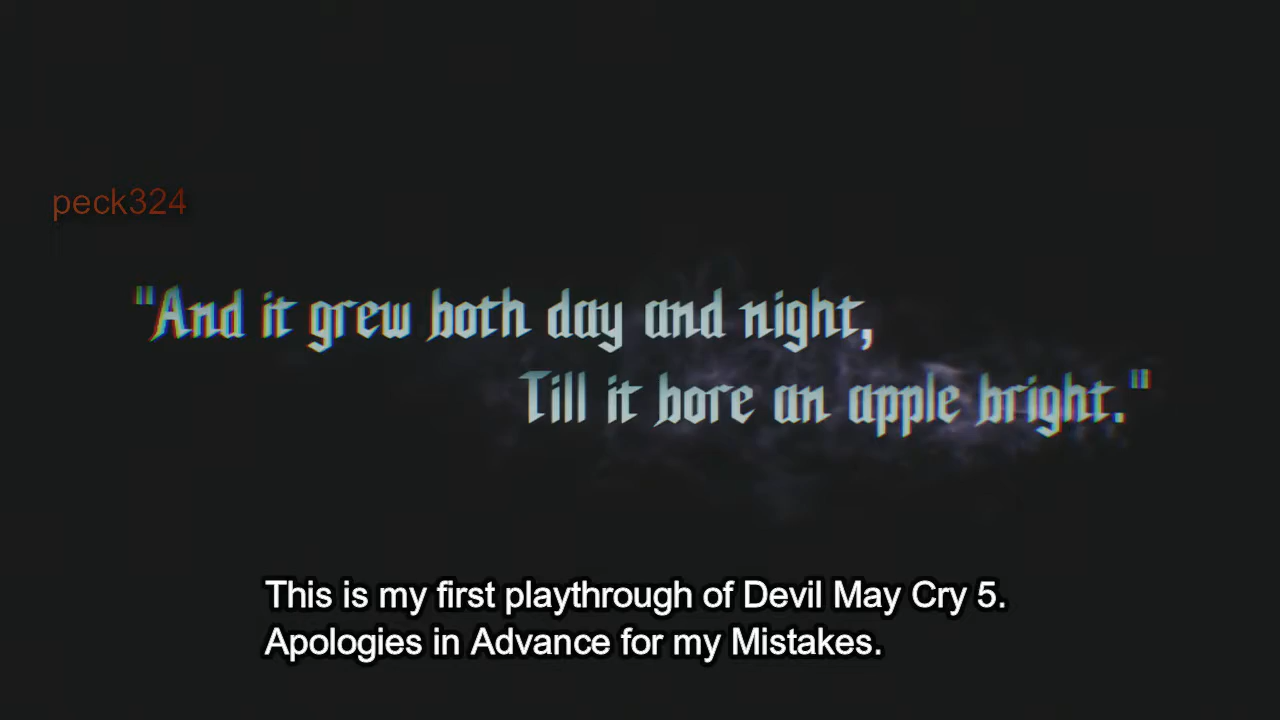 peck324
"And it grew both day and night,
Till it bore an apple bright."
This is my first playthrough of Devil May Cry 5.
Apologies in Advance for my Mistakes.